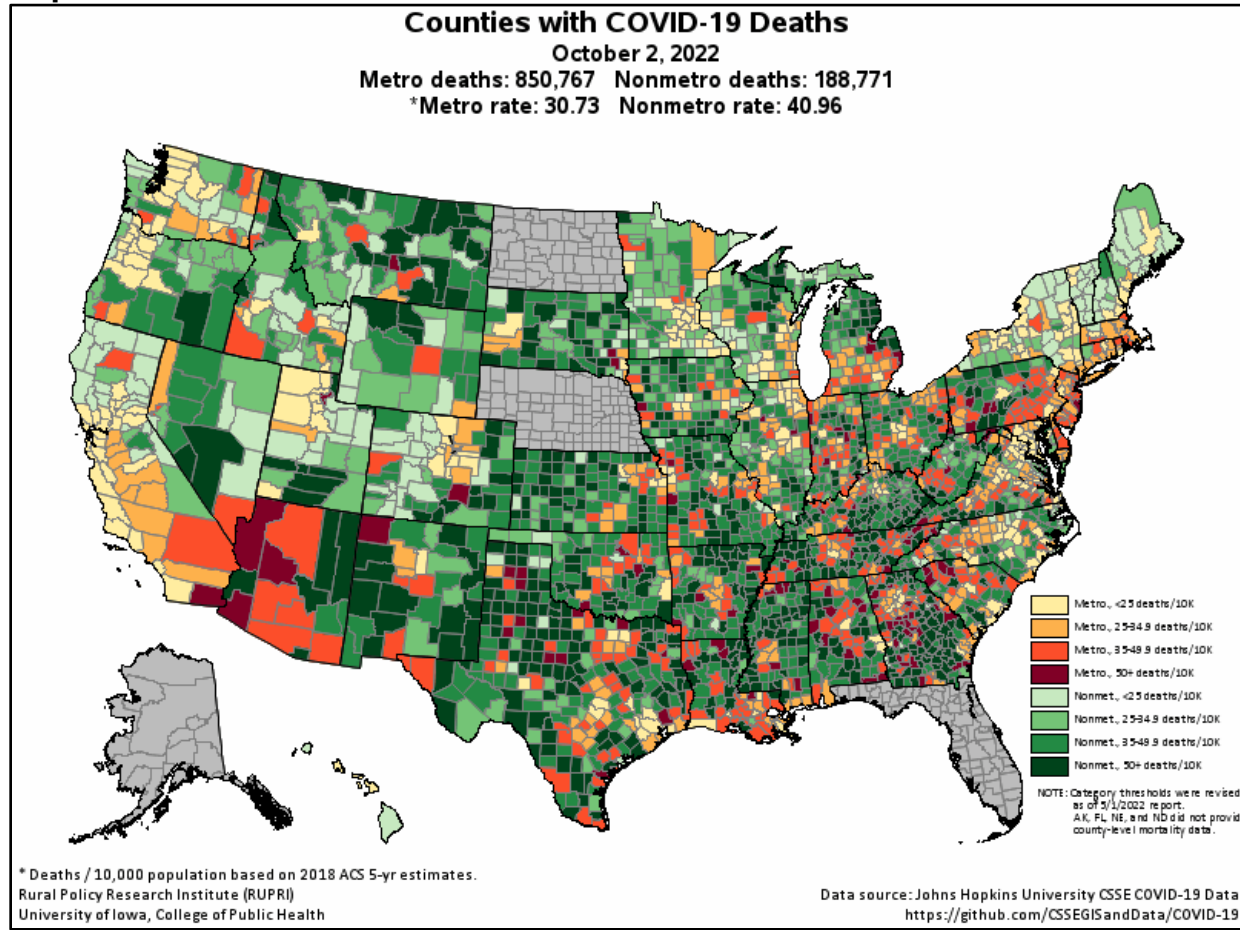 Counties with COVID-19 Deaths
October 2, 2022
Metro deaths: 850,767 Nonmetro deaths: 188,771
*Metro rate: 30.73 Nonmetro rate: 40.96
Metro., <25 deaths/10K
Metro., 25-34.9 deaths/10K
Metro., 35-49.9 deaths/10K
Metro., 50+ deaths/10K
Nonmet., <25 deaths/10K
Nonmet., 25-34.9 deaths/10K
Nonmet., 35-49.9 deaths/10K
Nonmet., 50+ deaths/10K
NOTE: Category thresholds were revised
as of 5/1/2022 report.
AK, FL, NE, and ND did not provid
county-level mortality data.
* Deaths / 10,000 population based on 2018 ACS 5-yr estimates.
Rural Policy Research Institute (RUPRI)
University of Iowa, College of Public Health
Data source: Johns Hopkins University CSSE COVID-19 Data
https://github.com/CSSEGISandData/COVID-19